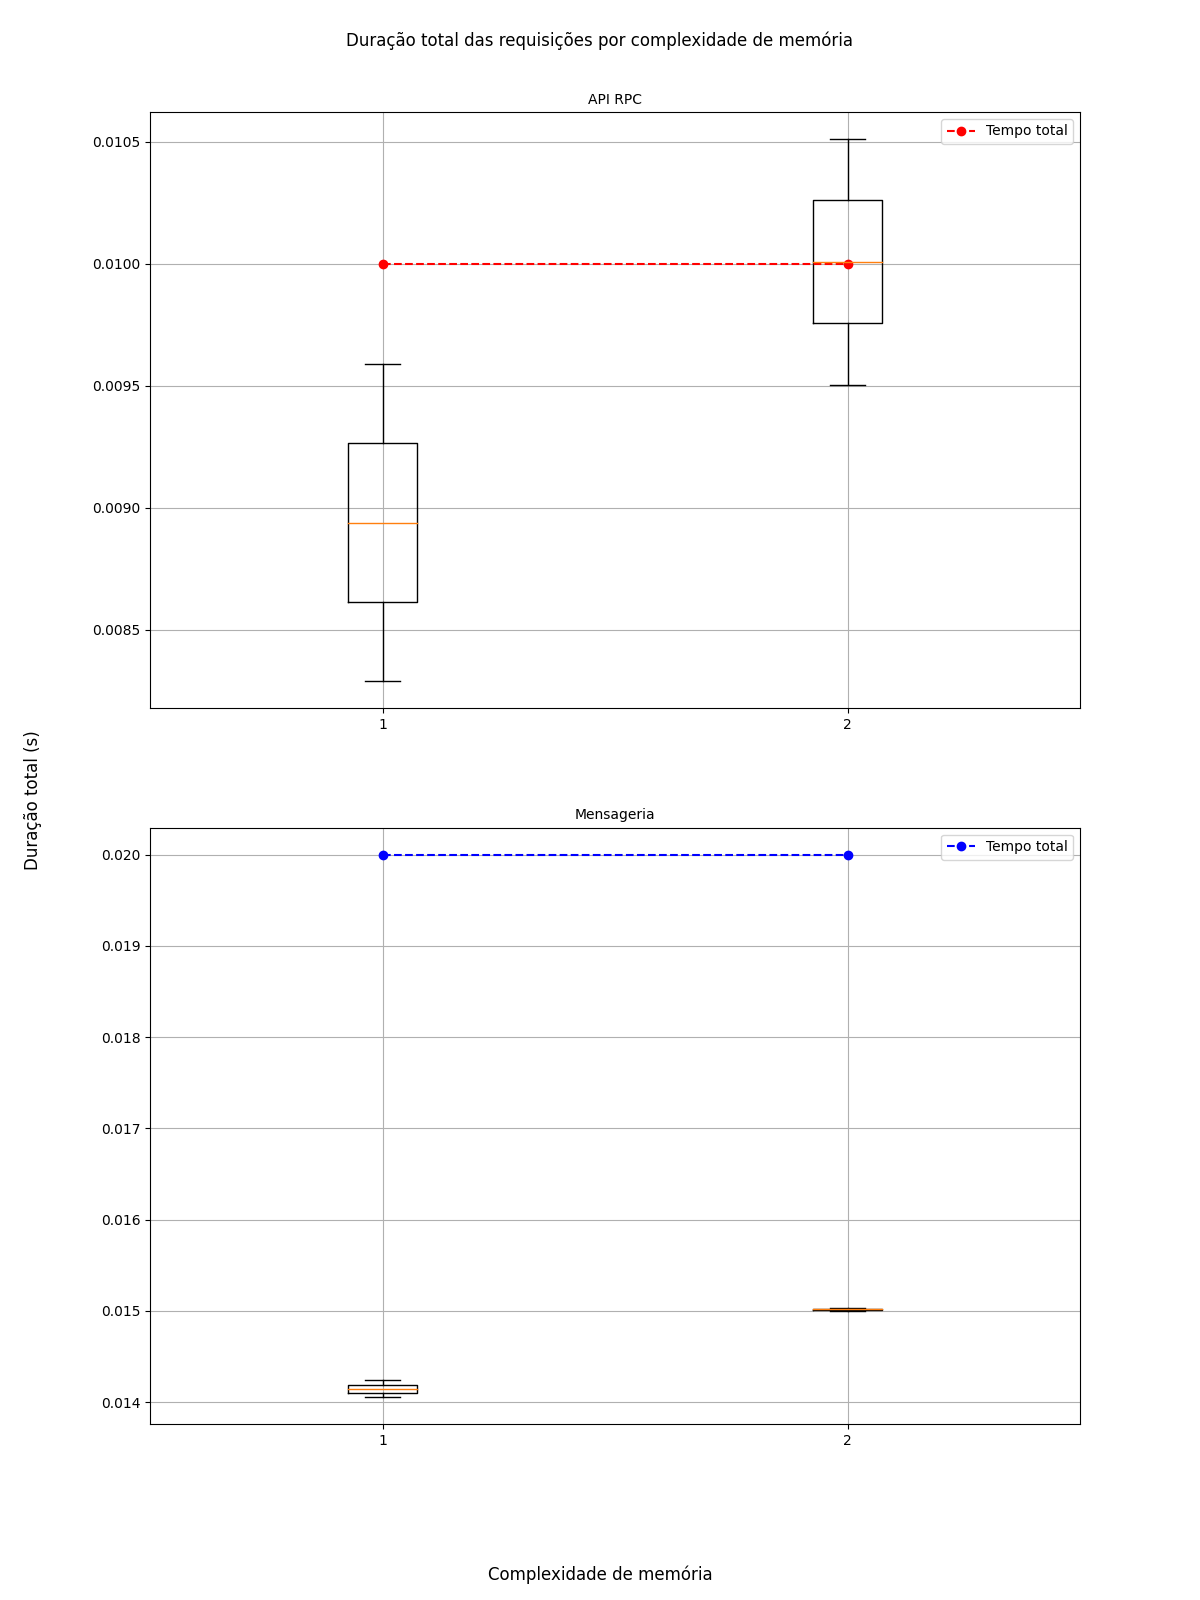 Duração total das requisições por complexidade de memória
API RPC
Tempo total
0.0105
0.0100
0.0095
0.0090
0.0085
1 2
Duração total (s)
Mensageria
Tempo total
0.020
0.019
0.018
0.017
0.016
0.015
0.014
1 2
Complexidade de memória